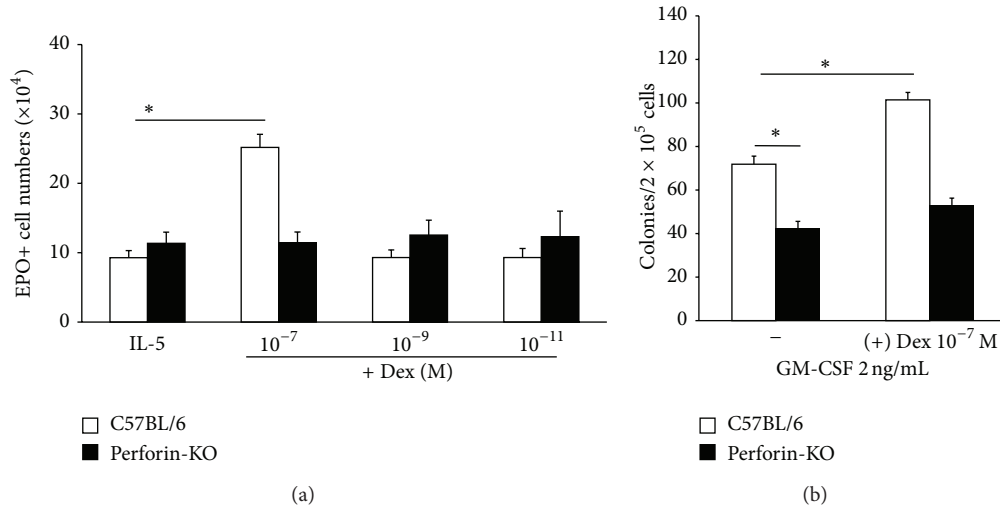 EPO+ cell numbers (×10⁴)
40
30
20
10
0
*
IL-5
10⁻⁷
10⁻⁹
10⁻¹¹
+ Dex (M)
C57BL/6
Perforin-KO
(a)
Colonies/2 × 10⁵ cells
140
120
100
80
60
40
20
0
*
*
−
(+) Dex 10⁻⁷ M
GM-CSF 2 ng/mL
C57BL/6
Perforin-KO
(b)